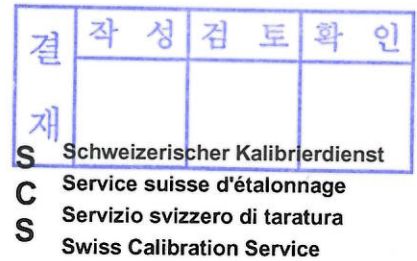 결재 작성 검토 확인
S Schweizerischer Kalibrierdienst
C Service suisse d'étalonnage
Servizio svizzero di taratura
S Swiss Calibration Service